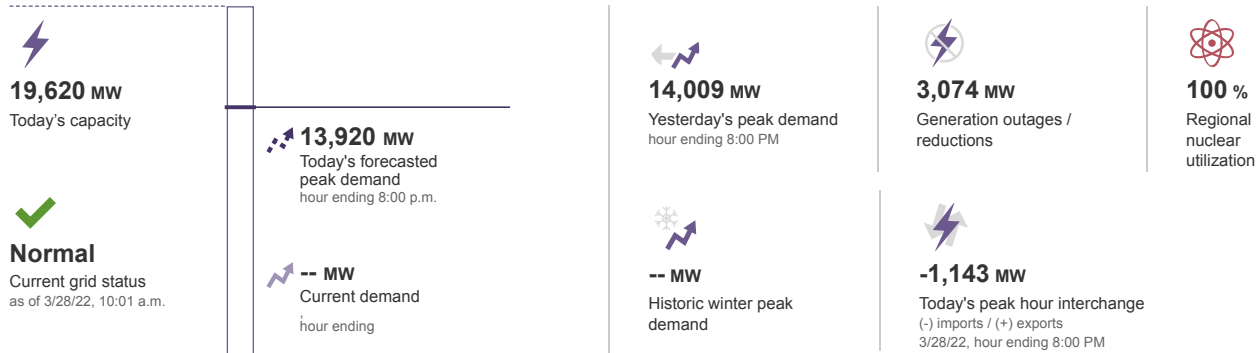 19,620 MW
Today's capacity
Normal
Current grid status
as of 3/28/22, 10:01 a.m.
13,920 MW
Today's forecasted
peak demand
hour ending 8:00 p.m.
-- MW
Current demand
,
hour ending
14,009 MW
Yesterday's peak demand
hour ending 8:00 PM
3,074 MW
Generation outages /
reductions
100 %
Regional
nuclear
utilization
-- MW
Historic winter peak
demand
-1,143 MW
Today's peak hour interchange
(-) imports / (+) exports
3/28/22, hour ending 8:00 PM